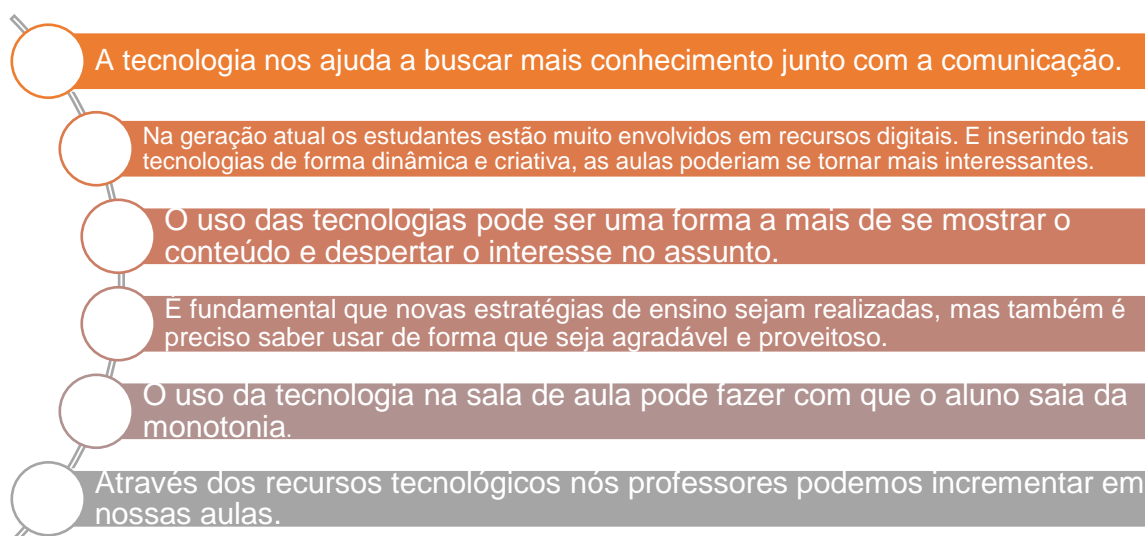 A tecnologia nos ajuda a buscar mais conhecimento junto com a comunicação.
Na geração atual os estudantes estão muito envolvidos em recursos digitais. E inserindo tais
tecnologias de forma dinâmica e criativa, as aulas poderiam se tornar mais interessantes.
O uso das tecnologias pode ser uma forma a mais de se mostrar o
conteúdo e despertar o interesse no assunto.
É fundamental que novas estratégias de ensino sejam realizadas, mas também é
preciso saber usar de forma que seja agradável e proveitoso.
O uso da tecnologia na sala de aula pode fazer com que o aluno saia da
monotonia.
Através dos recursos tecnológicos nós professores podemos incrementar em
nossas aulas.